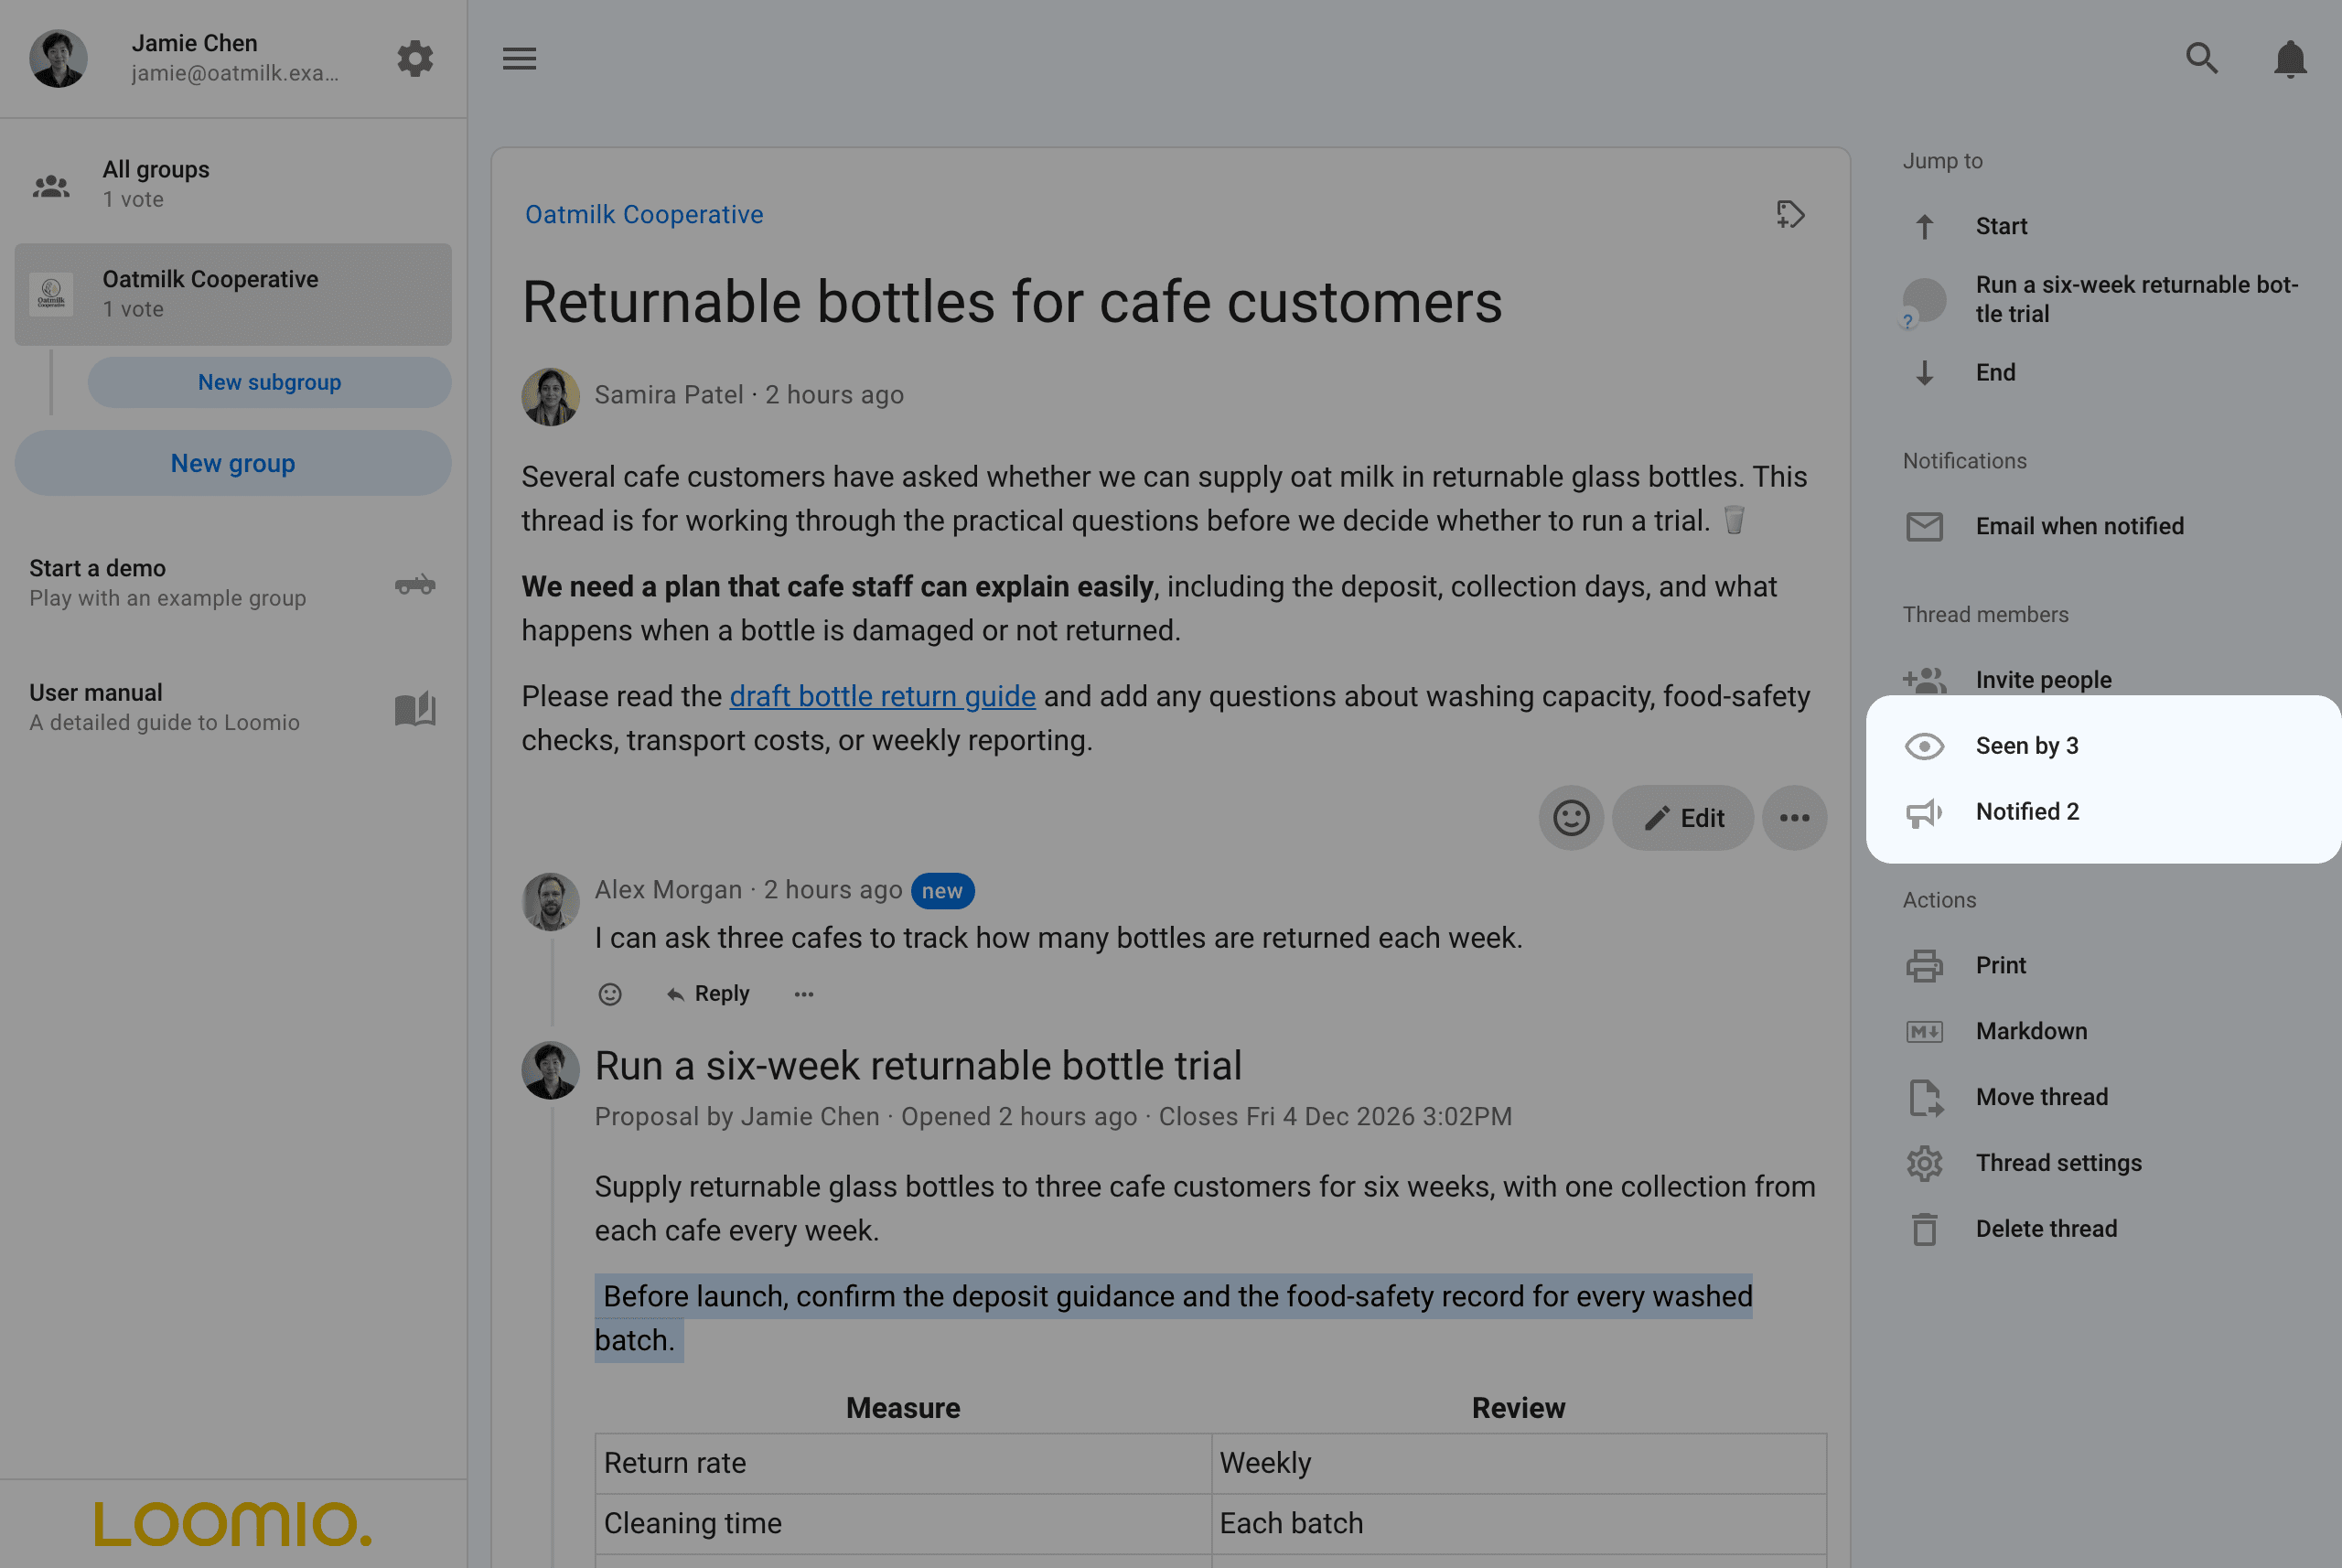 Jamie Chen
jamie@oatmilk.exa...
All groups
1 vote
Oatmilk Cooperative
1 vote
New subgroup
New group
Start a demo
Play with an example group
User manual
A detailed guide to Loomio
LOOMIO.
Oatmilk Cooperative
Returnable bottles for cafe customers
Samira Patel · 2 hours ago
Several cafe customers have asked whether we can supply oat milk in returnable glass bottles. This
thread is for working through the practical questions before we decide whether to run a trial.
We need a plan that cafe staff can explain easily, including the deposit, collection days, and what
happens when a bottle is damaged or not returned.
Please read the draft bottle return guide and add any questions about washing capacity, food-safety
checks, transport costs, or weekly reporting.
Edit
Alex Morgan · 2 hours ago new
I can ask three cafes to track how many bottles are returned each week.
Reply
Run a six-week returnable bottle trial
Proposal by Jamie Chen · Opened 2 hours ago · Closes Fri 4 Dec 2026 3:02PM
Supply returnable glass bottles to three cafe customers for six weeks, with one collection from
each cafe every week.
Before launch, confirm the deposit guidance and the food-safety record for every washed
batch.
Measure Review
Return rate Weekly
Cleaning time Each batch
Jump to
Start
Run a six-week returnable bot-
tle trial
End
Notifications
Email when notified
Thread members
Invite people
Seen by 3
Notified 2
Actions
Print
Markdown
Move thread
Thread settings
Delete thread